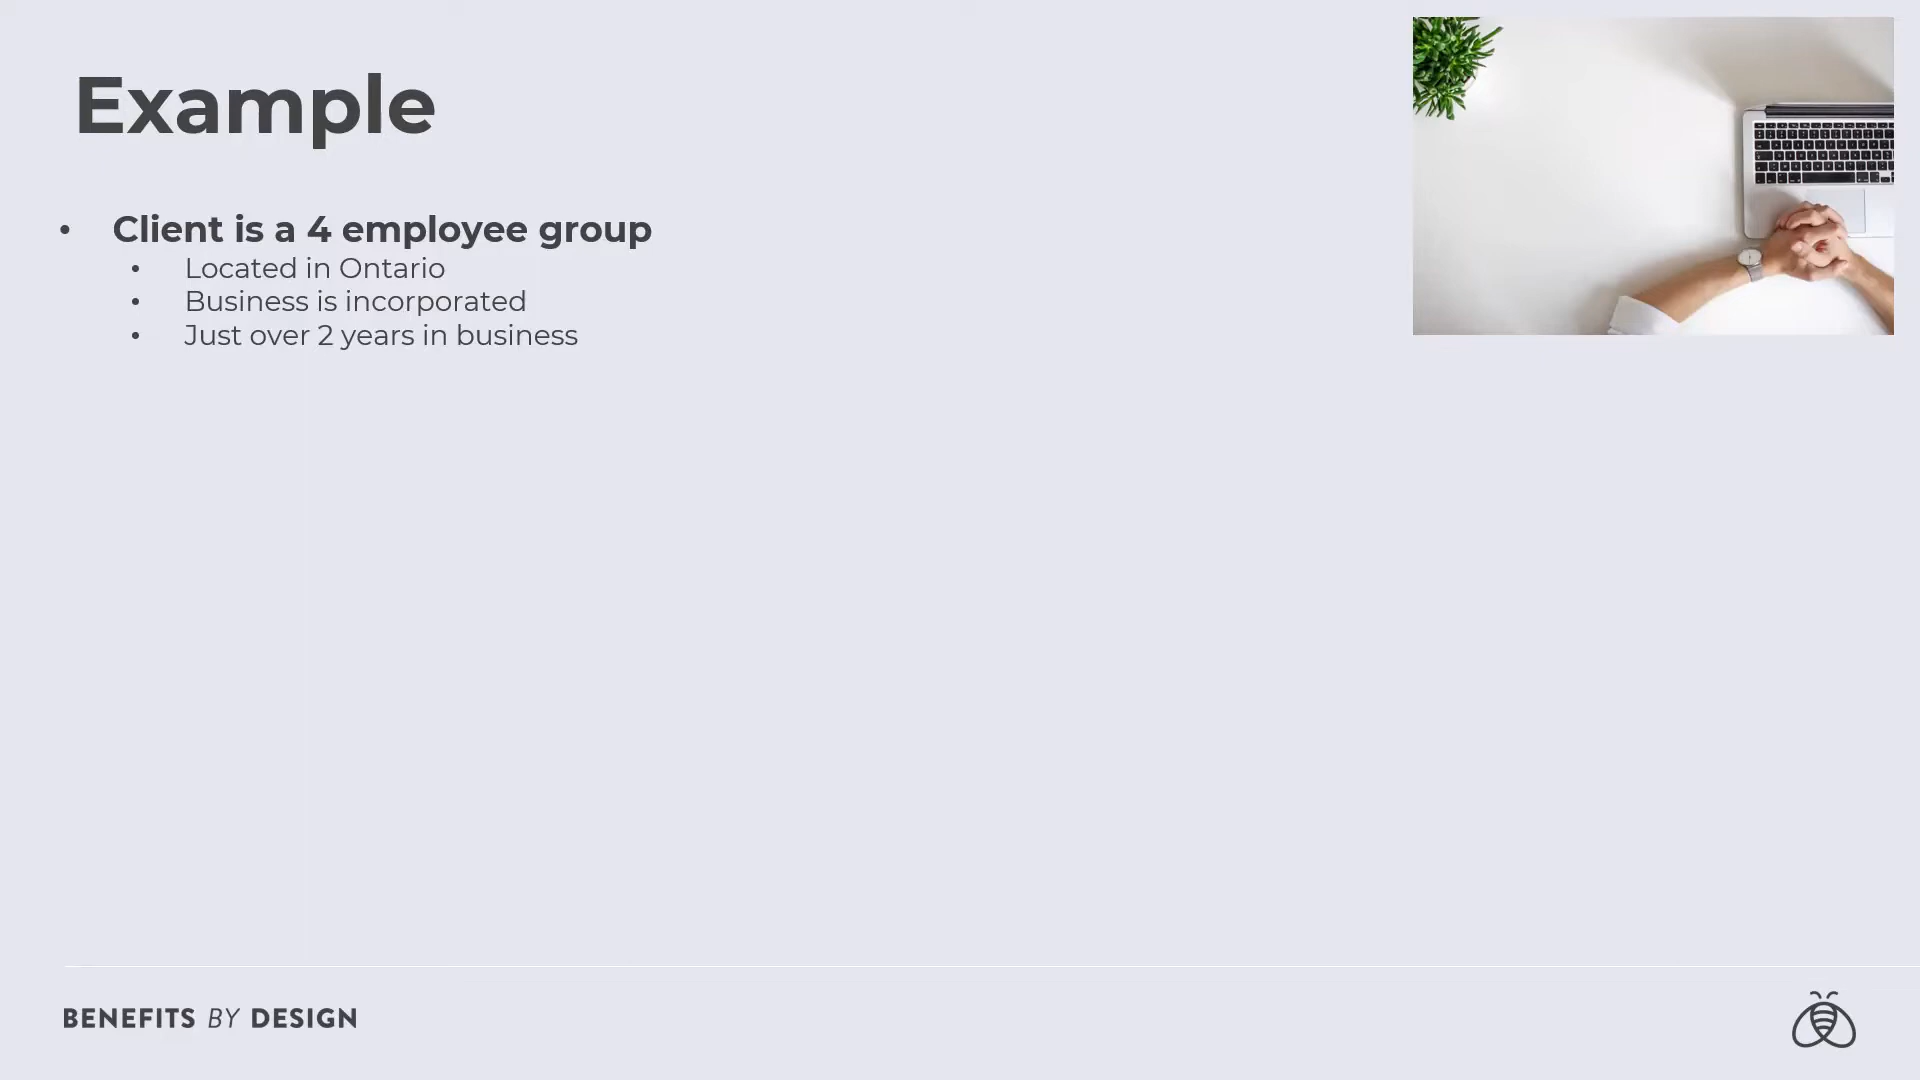 Example
• Client is a 4 employee group
• Located in Ontario
• Business is incorporated
• Just over 2 years in business
BENEFITS BY DESIGN